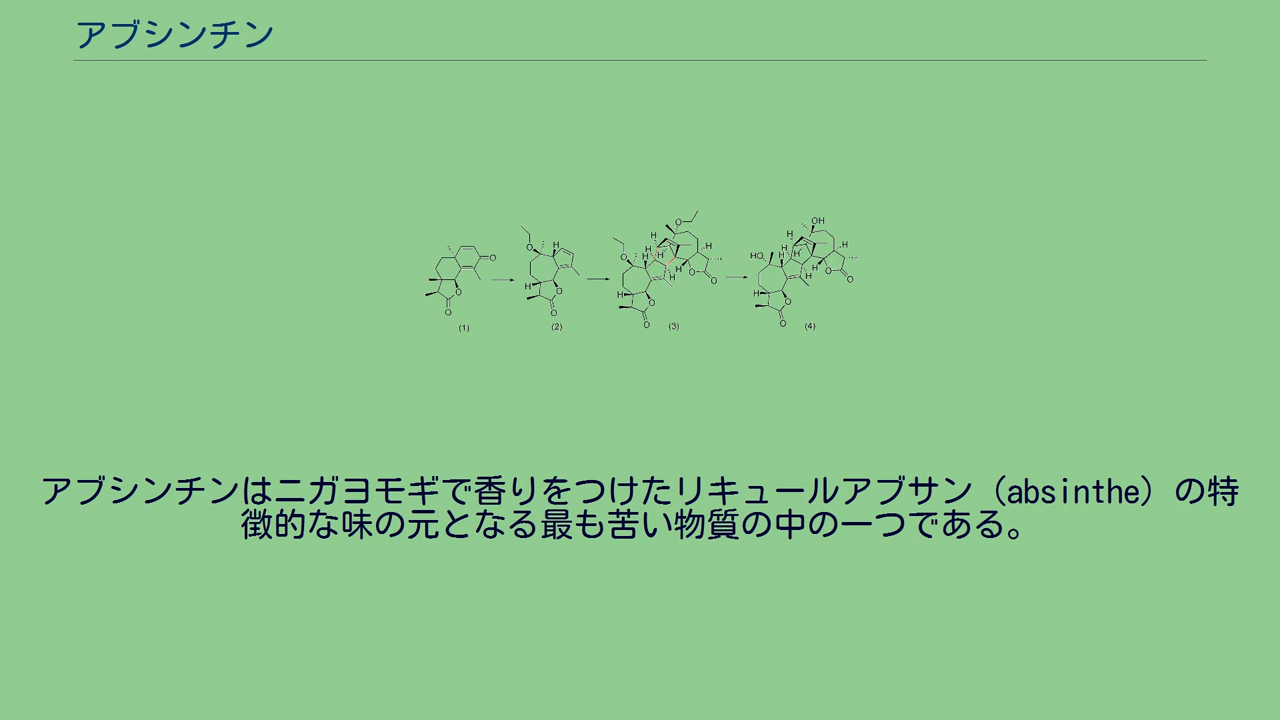 アブシンチン
HO
OH
O
O
H
H
H
H
H
O
O
H
H
O
O
(1)
(2)
(3)
(4)
アブシンチンはニガヨモギで香りをつけたリキュールアブサン（absinthe）の特
徴的な味の元となる最も苦い物質の中の一つである。